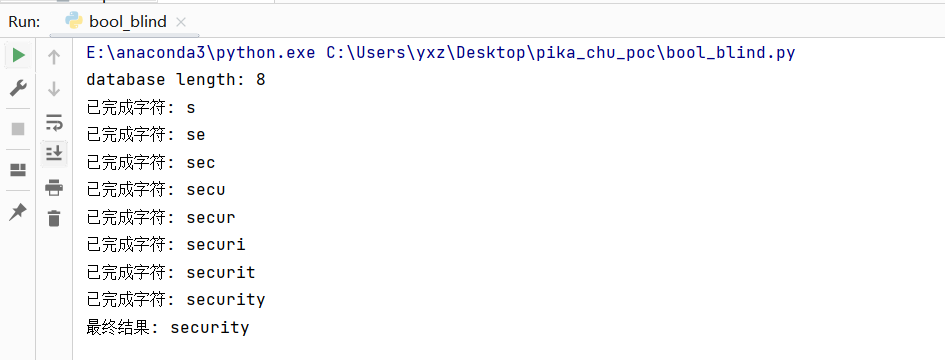 Run: bool_blind
E:\anaconda3\python.exe C:\Users\yxz\Desktop\pika_chu_poc\bool_blind.py
database length: 8
已完成字符: s
已完成字符: se
已完成字符: sec
已完成字符: secu
已完成字符: secur
已完成字符: securi
已完成字符: securit
已完成字符: security
最终结果: security